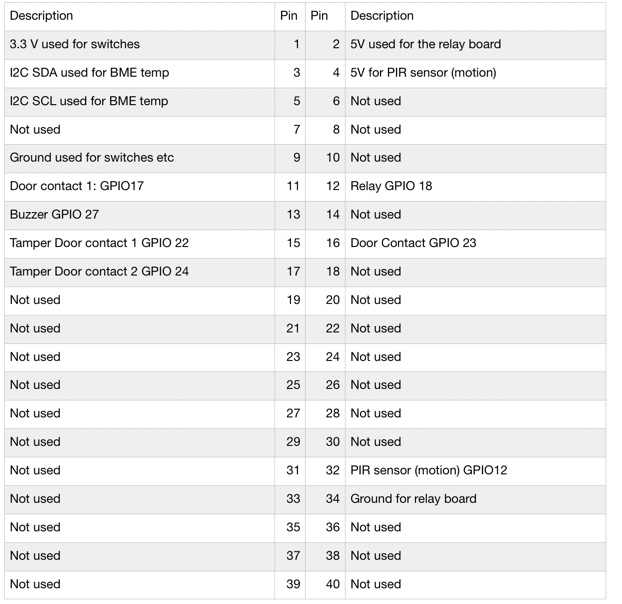 Description Pin Pin Description
3.3 V used for switches 1 2 5V used for the relay board
I2C SDA used for BME temp 3 4 5V for PIR sensor (motion)
I2C SCL used for BME temp 5 6 Not used
Not used 7 8 Not used
Ground used for switches etc 9 10 Not used
Door contact 1: GPIO17 11 12 Relay GPIO 18
Buzzer GPIO 27 13 14 Not used
Tamper Door contact 1 GPIO 22 15 16 Door Contact GPIO 23
Tamper Door contact 2 GPIO 24 17 18 Not used
Not used 19 20 Not used
Not used 21 22 Not used
Not used 23 24 Not used
Not used 25 26 Not used
Not used 27 28 Not used
Not used 29 30 Not used
Not used 31 32 PIR sensor (motion) GPIO12
Not used 33 34 Ground for relay board
Not used 35 36 Not used
Not used 37 38 Not used
Not used 39 40 Not used